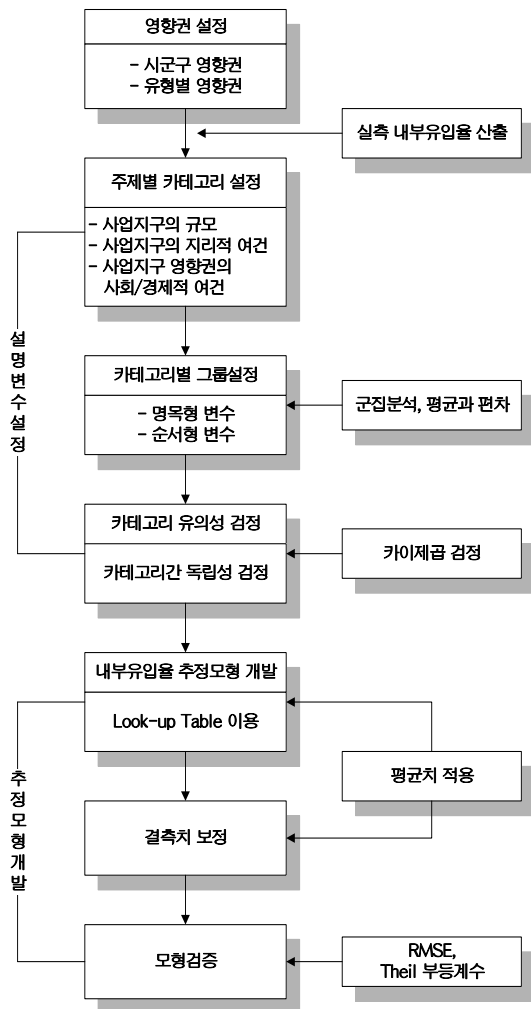 영향권 설정
- 시군구 영향권
- 유형별 영향권
실측 내부유입율 산출
주제별 카테고리 설정
- 사업지구의 규모
- 사업지구의 지리적 여건
- 사업지구 영향권의
사회/경제적 여건
설명변수설정
카테고리별 그룹설정
- 명목형 변수
- 순서형 변수
군집분석, 평균과 편차
카테고리 유의성 검정
카테고리간 독립성 검정
카이제곱 검정
내부유입율 추정모형 개발
Look-up Table 이용
평균치 적용
추정모형개발
결측치 보정
모형검증
RMSE,
Theil 부등계수